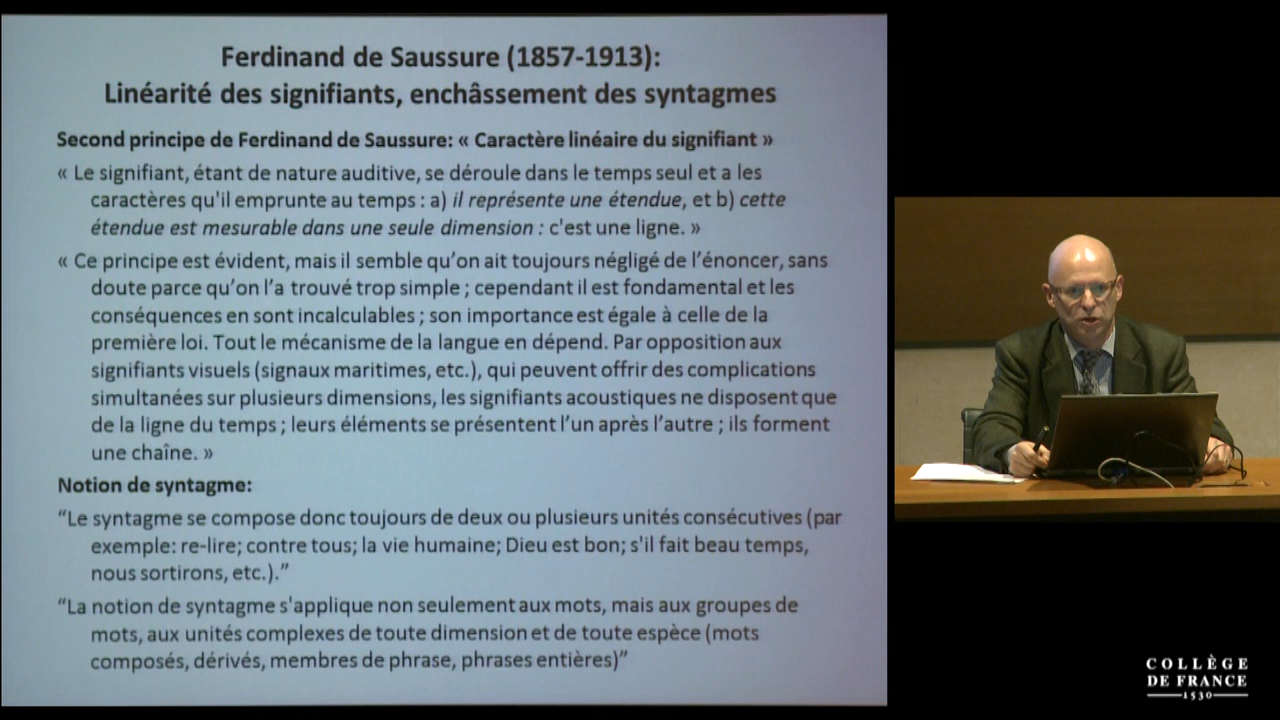 Ferdinand de Saussure (1857-1913):
Linéarité des signifiants, enchâssement des syntagmes
Second principe de Ferdinand de Saussure: « Caractère linéaire du signifiant »
« Le signifiant, étant de nature auditive, se déroule dans le temps seul et a les
caractères qu'il emprunte au temps : a) il représente une étendue, et b) cette
étendue est mesurable dans une seule dimension : c'est une ligne. »
« Ce principe est évident, mais il semble qu’on ait toujours négligé de l’énoncer, sans
doute parce qu’on l’a trouvé trop simple ; cependant il est fondamental et les
conséquences en sont incalculables ; son importance est égale à celle de la
première loi. Tout le mécanisme de la langue en dépend. Par opposition aux
signifiants visuels (signaux maritimes, etc.), qui peuvent offrir des complications
simultanées sur plusieurs dimensions, les signifiants acoustiques ne disposent que
de la ligne du temps ; leurs éléments se présentent l’un après l’autre ; ils forment
une chaîne. »
Notion de syntagme:
“Le syntagme se compose donc toujours de deux ou plusieurs unités consécutives (par
exemple: re-lire; contre tous; la vie humaine; Dieu est bon; s'il fait beau temps,
nous sortirons, etc.).”
“La notion de syntagme s'applique non seulement aux mots, mais aux groupes de
mots, aux unités complexes de toute dimension et de toute espèce (mots
composés, dérivés, membres de phrase, phrases entières)”
COLLÈGE
DE FRANCE
1530